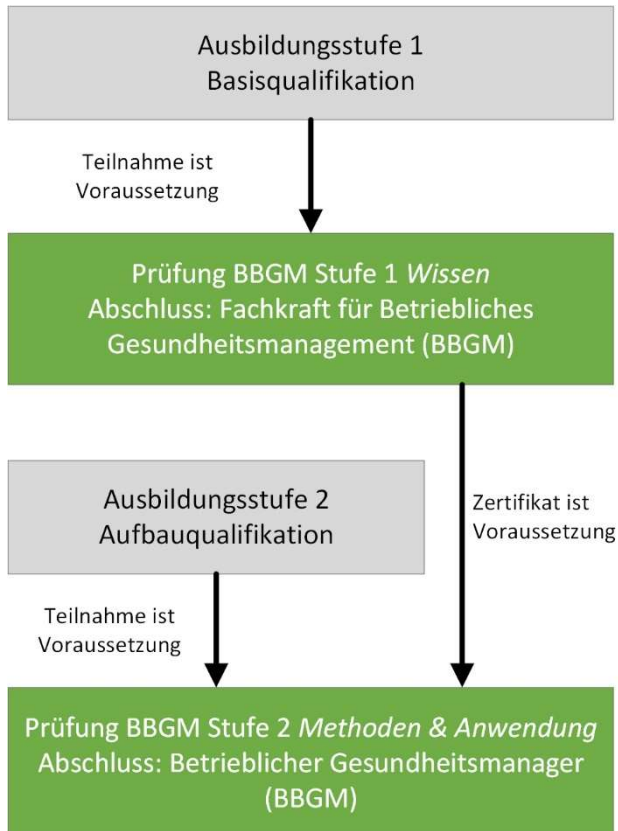 Ausbildungsstufe 1
Basisqualifikation
Teilnahme ist
Voraussetzung
Prüfung BBGM Stufe 1 Wissen
Abschluss: Fachkraft für Betriebliches
Gesundheitsmanagement (BBGM)
Ausbildungsstufe 2
Aufbauqualifikation
Zertifikat ist
Voraussetzung
Teilnahme ist
Voraussetzung
Prüfung BBGM Stufe 2 Methoden & Anwendung
Abschluss: Betrieblicher Gesundheitsmanager
(BBGM)